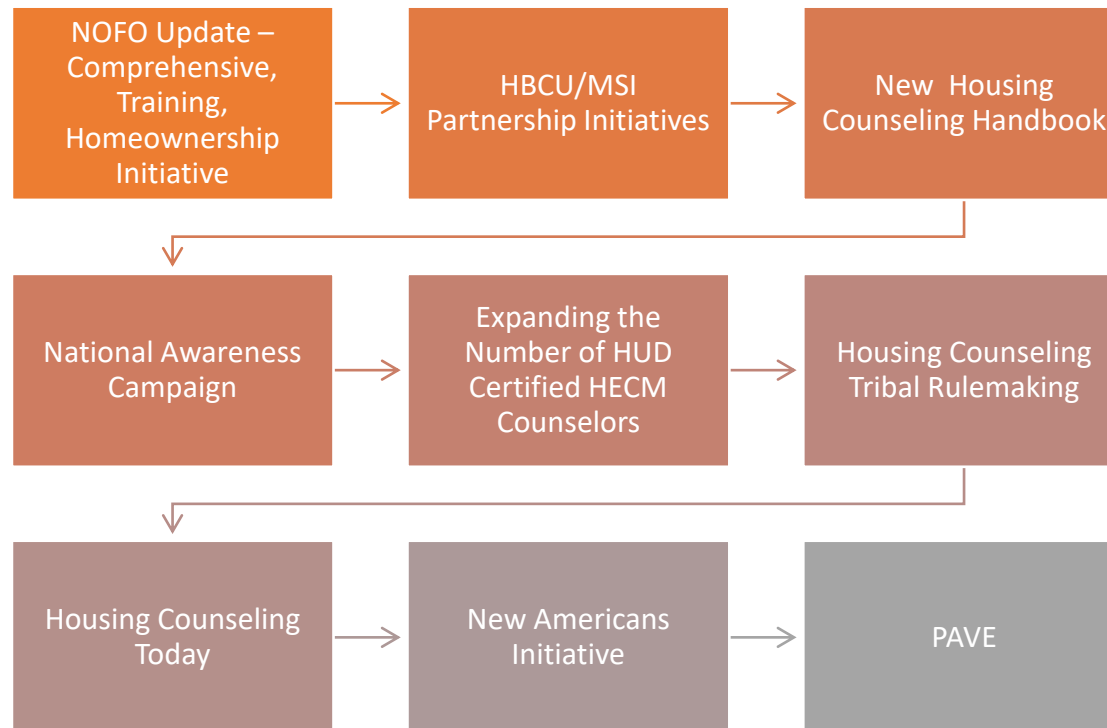 NOFO Update –
Comprehensive,
Training,
Homeownership
Initiative
HBCU/MSI
Partnership Initiatives
New  Housing
Counseling Handbook
National Awareness
Campaign
Expanding the
Number of HUD
Certified HECM
Counselors
Housing Counseling
Tribal Rulemaking
Housing Counseling
Today
New Americans
Initiative
PAVE